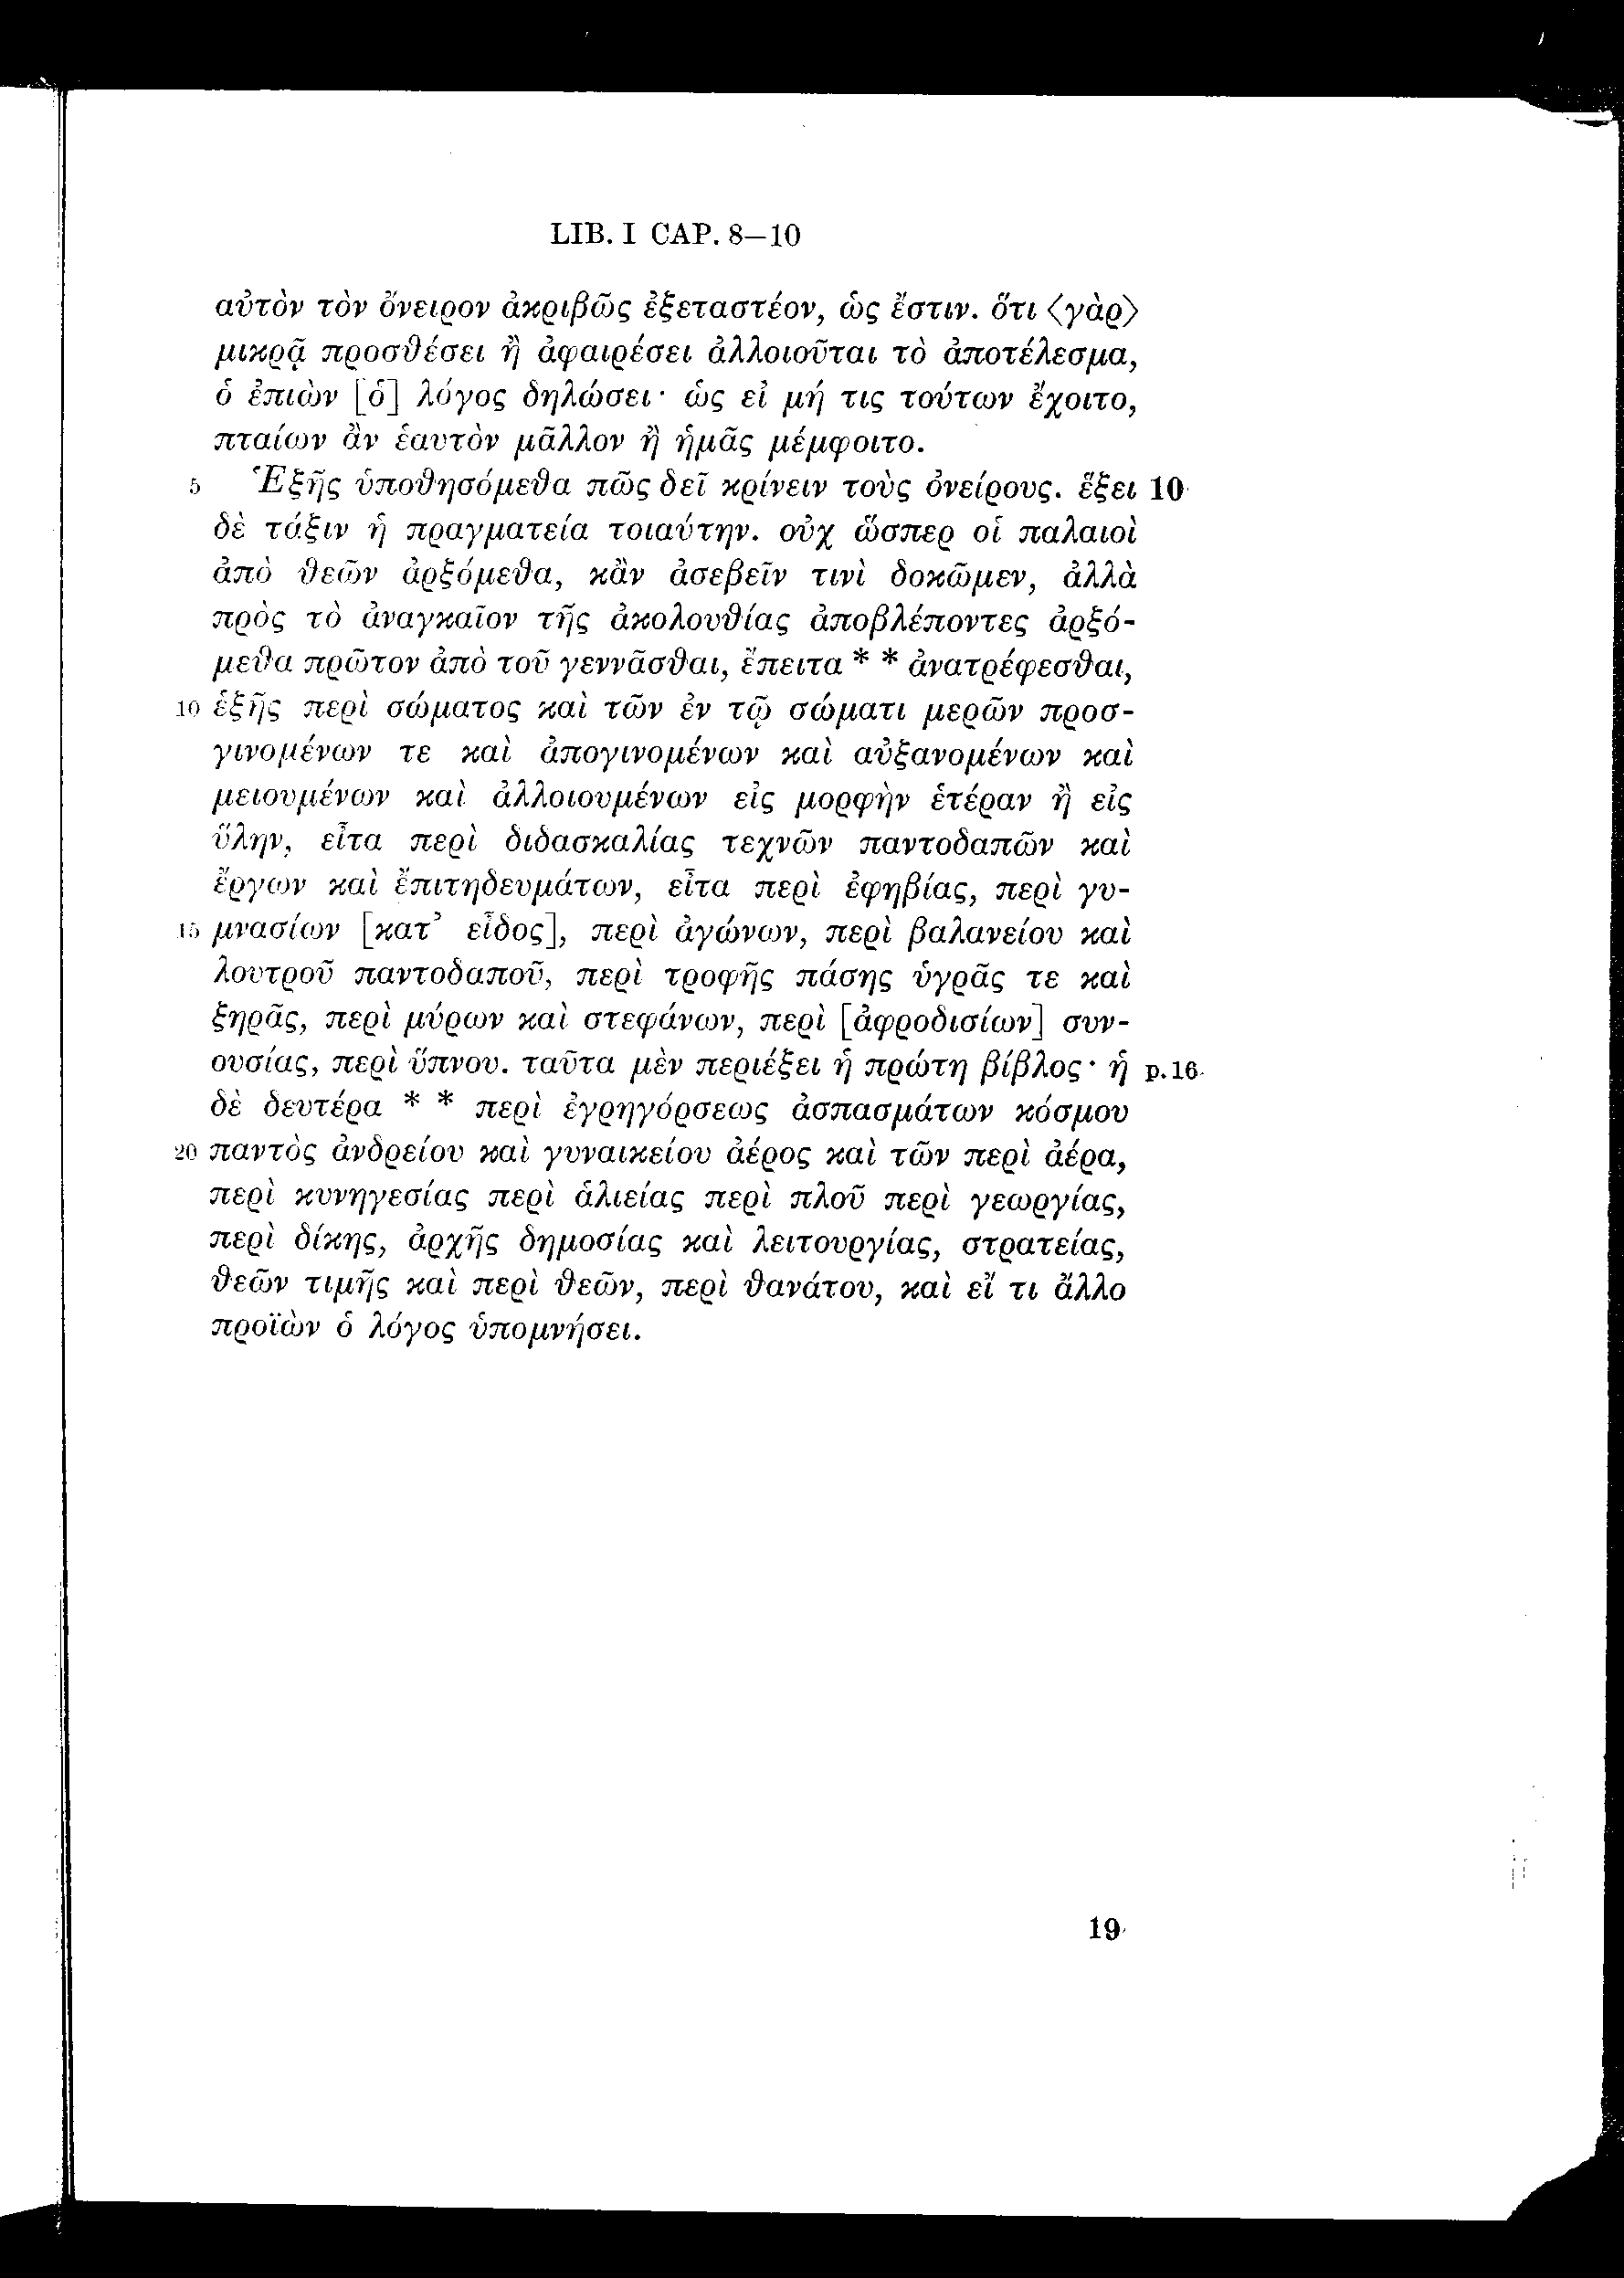 LIB. I CAP. 8–10
αὐτὸν τὸν ὄνειρον ἀκριβῶς ἐξεταστέον, ὡς ἔστιν. ὅτι ⟨γὰρ⟩
μικρᾷ προσθέσει ἢ ἀφαιρέσει ἀλλοιοῦται τὸ ἀποτέλεσμα,
ὁ ἐπιὼν [ὁ] λόγος δηλώσει· ὡς εἰ μή τις τούτων ἔχοιτο,
πταίων ἂν ἑαυτὸν μᾶλλον ἢ ἡμᾶς μέμφοιτο.
5 Ἑξῆς ὑποθησόμεθα πῶς δεῖ κρίνειν τοὺς ὀνείρους. ἕξει 10
δὲ τάξιν ἡ πραγματεία τοιαύτην. οὐχ ὥσπερ οἱ παλαιοὶ
ἀπὸ θεῶν ἀρξόμεθα, κἂν ἀσεβεῖν τινὶ δοκῶμεν, ἀλλὰ
πρὸς τὸ ἀναγκαῖον τῆς ἀκολουθίας ἀποβλέποντες ἀρξό-
μεθα πρῶτον ἀπὸ τοῦ γεννᾶσθαι, ἔπειτα * * ἀνατρέφεσθαι,
10 ἑξῆς περὶ σώματος καὶ τῶν ἐν τῷ σώματι μερῶν προσ-
γινομένων τε καὶ ἀπογινομένων καὶ αὐξανομένων καὶ
μειουμένων καὶ ἀλλοιουμένων εἰς μορφὴν ἑτέραν ἢ εἰς
ὕλην, εἶτα περὶ διδασκαλίας τεχνῶν παντοδαπῶν καὶ
ἔργων καὶ ἐπιτηδευμάτων, εἶτα περὶ ἐφηβίας, περὶ γυ-
15 μνασίων [κατ’ εἶδος], περὶ ἀγώνων, περὶ βαλανείου καὶ
λουτροῦ παντοδαποῦ, περὶ τροφῆς πάσης ὑγρᾶς τε καὶ
ξηρᾶς, περὶ μύρων καὶ στεφάνων, περὶ [ἀφροδισίων] συν-
ουσίας, περὶ ὕπνου. ταῦτα μὲν περιέξει ἡ πρώτη βίβλος· ἡ p. 16
δὲ δευτέρα * * περὶ ἐγρηγόρσεως ἀσπασμάτων κόσμου
20 παντὸς ἀνδρείου καὶ γυναικείου ἀέρος καὶ τῶν περὶ ἀέρα,
περὶ κυνηγεσίας περὶ ἁλιείας περὶ πλοῦ περὶ γεωργίας,
περὶ δίκης, ἀρχῆς δημοσίας καὶ λειτουργίας, στρατείας,
θεῶν τιμῆς καὶ περὶ θεῶν, περὶ θανάτου, καὶ εἴ τι ἄλλο
προϊὼν ὁ λόγος ὑπομνήσει.
19